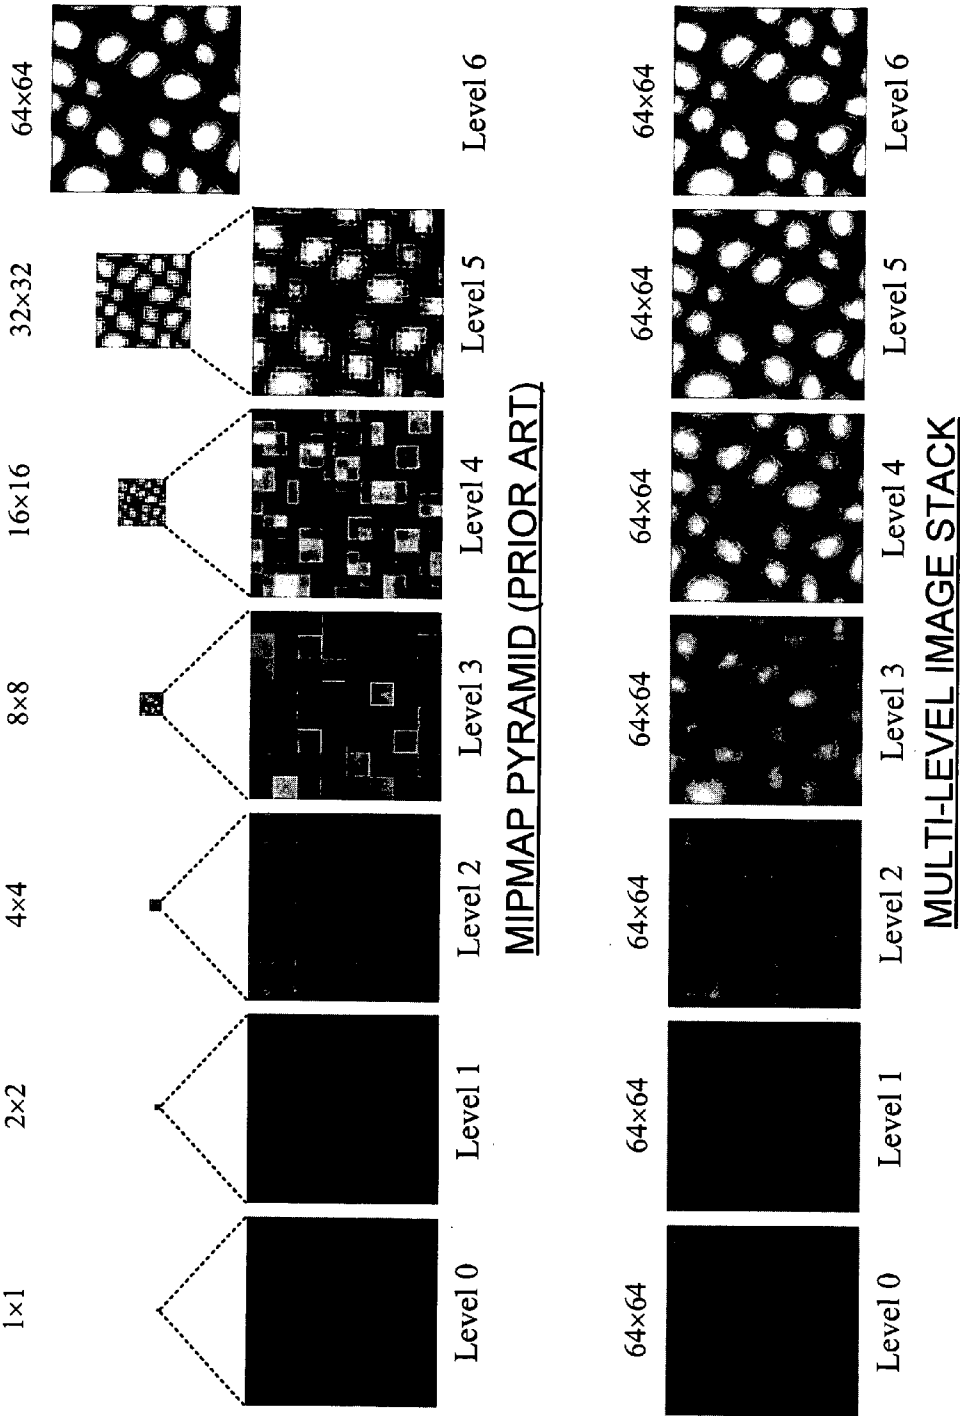 1×1 2×2 4×4 8×8 16×16 32×32 64×64
Level 0 Level 1 Level 2 Level 3 Level 4 Level 5 Level 6
MIPMAP PYRAMID (PRIOR ART)
64×64 64×64 64×64 64×64 64×64 64×64 64×64
Level 0 Level 1 Level 2 Level 3 Level 4 Level 5 Level 6
MULTI-LEVEL IMAGE STACK